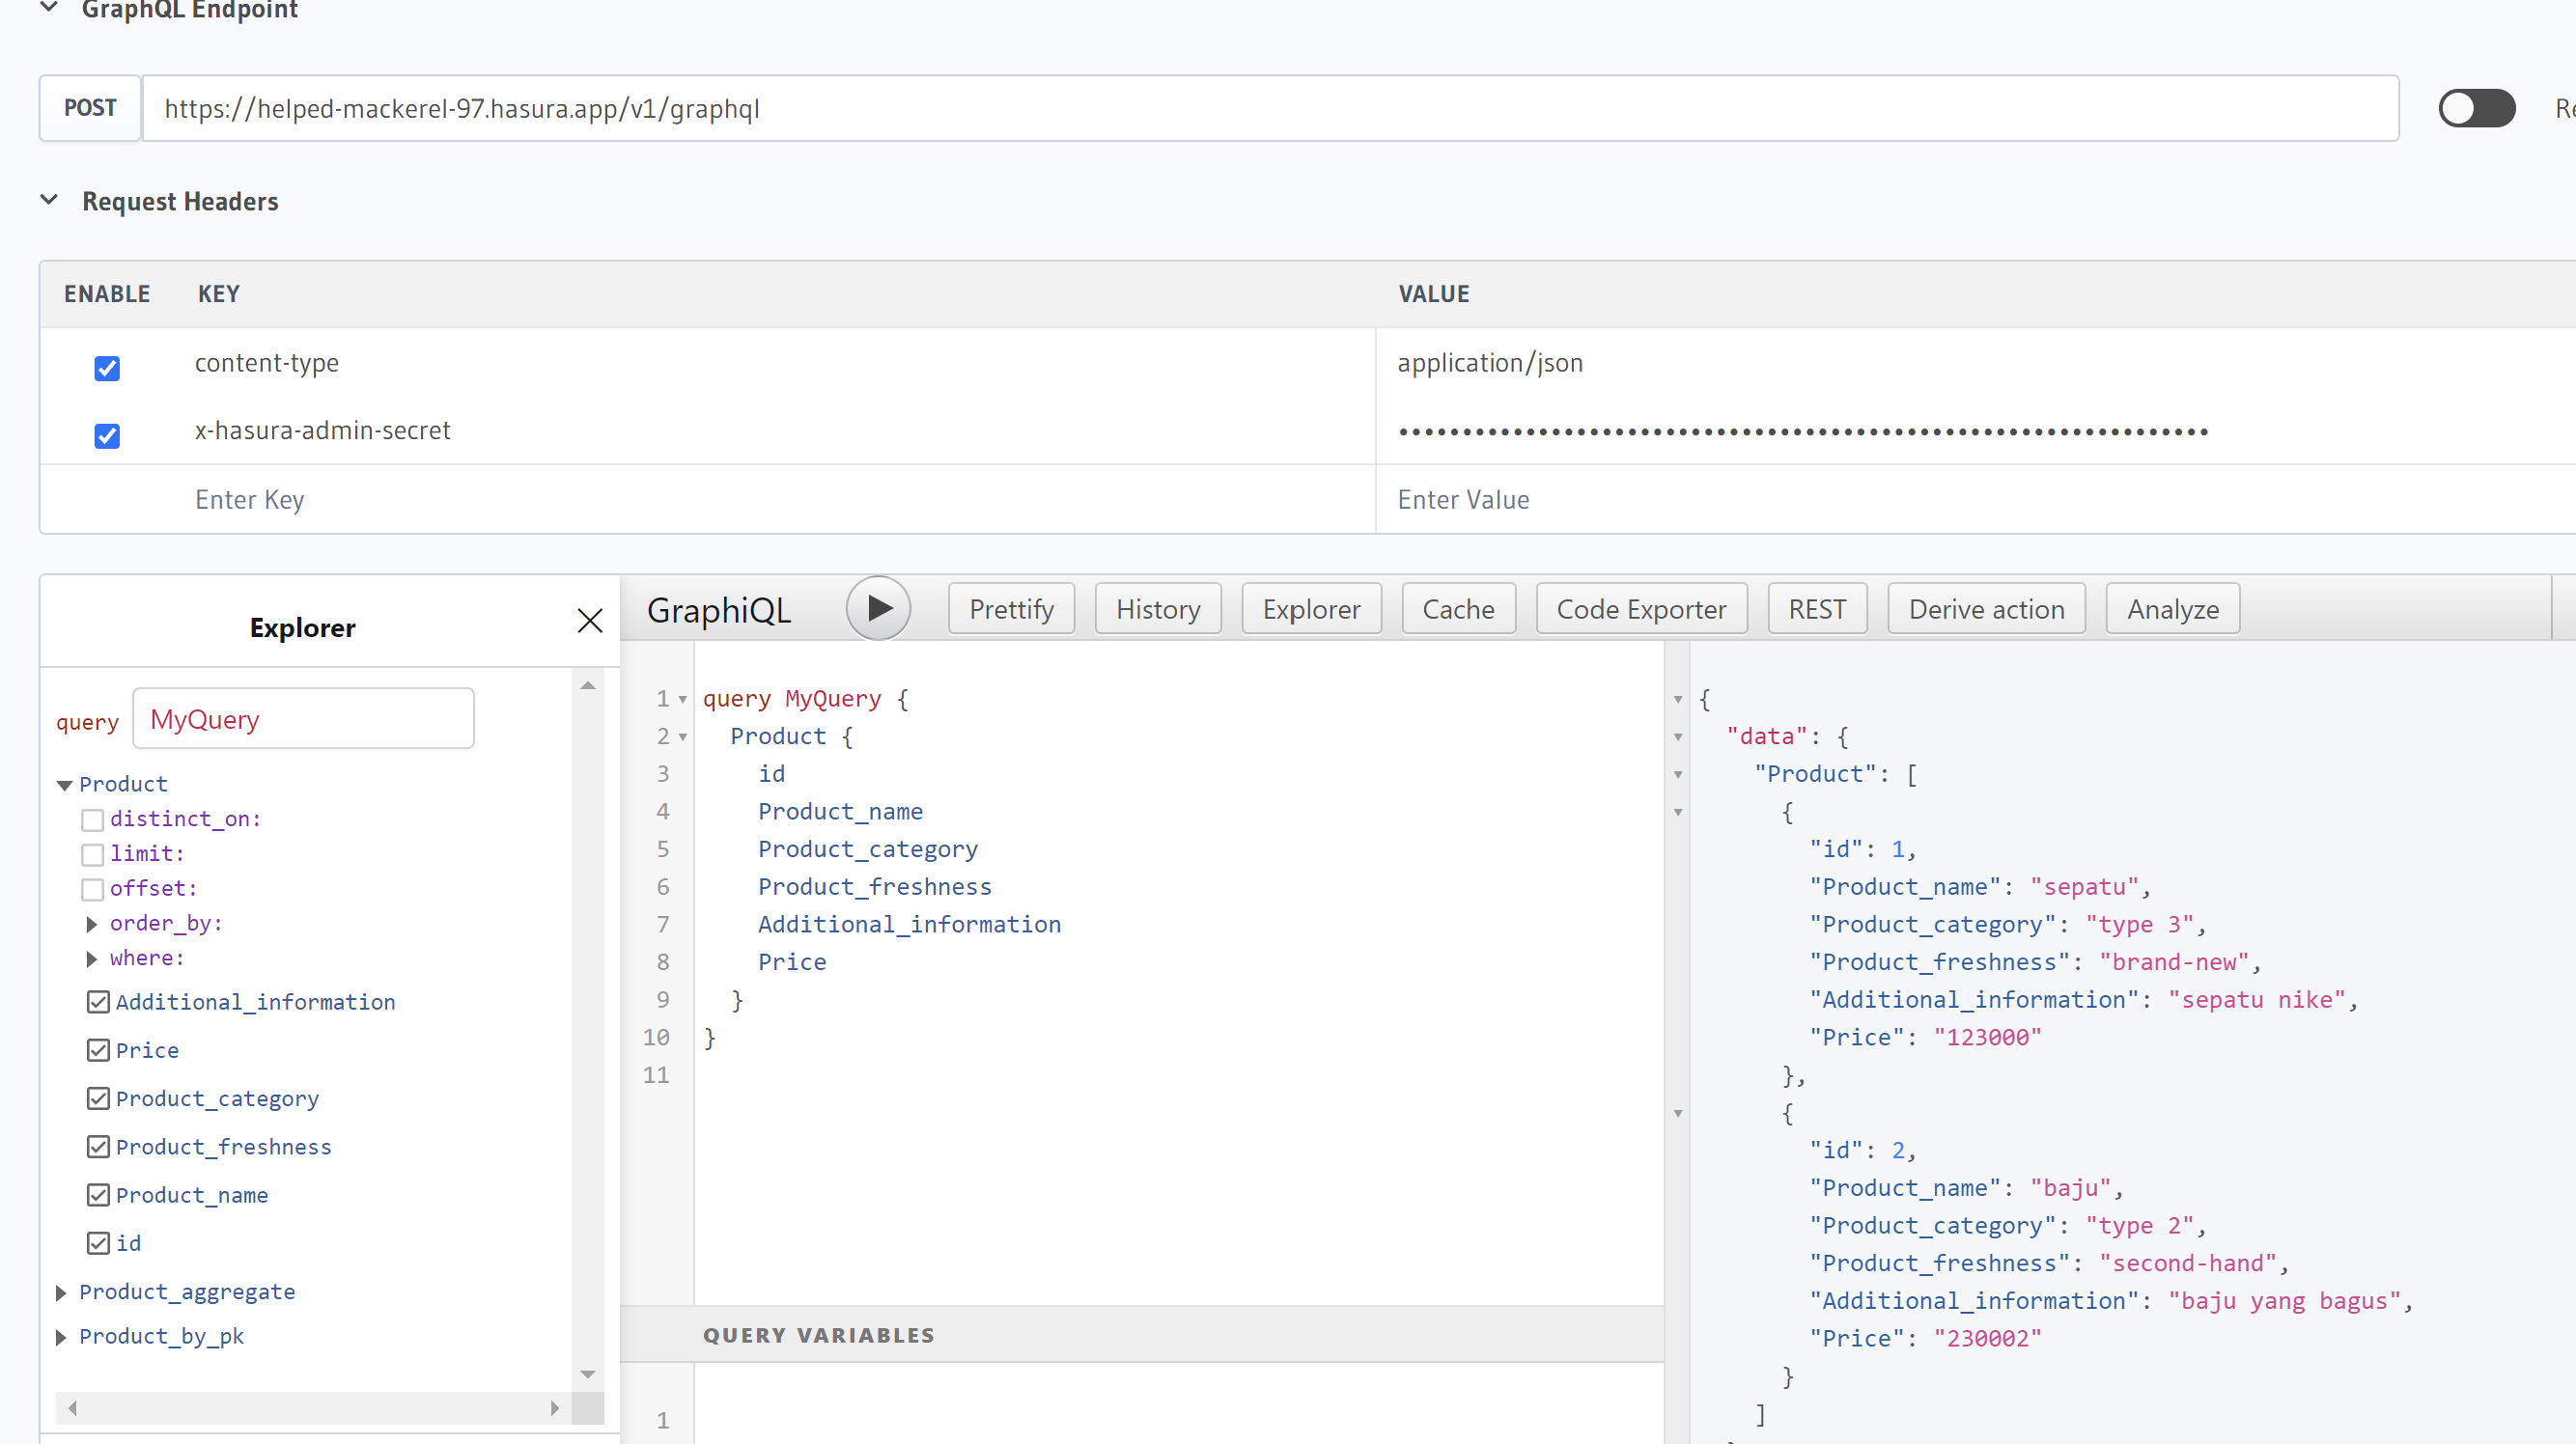 GraphQL Endpoint
POST https://helped-mackerel-97.hasura.app/v1/graphql
Request Headers
ENABLE KEY VALUE
content-type application/json
x-hasura-admin-secret
Enter Key Enter Value
Explorer
GraphiQL Prettify History Explorer Cache Code Exporter REST Derive action Analyze
query MyQuery
Product
distinct_on:
limit:
offset:
order_by:
where:
Additional_information
Price
Product_category
Product_freshness
Product_name
id
Product_aggregate
Product_by_pk
1 query MyQuery {
2 Product {
3 id
4 Product_name
5 Product_category
6 Product_freshness
7 Additional_information
8 Price
9 }
10 }
11
QUERY VARIABLES
1
{
"data": {
"Product": [
{
"id": 1,
"Product_name": "sepatu",
"Product_category": "type 3",
"Product_freshness": "brand-new",
"Additional_information": "sepatu nike",
"Price": "123000"
},
{
"id": 2,
"Product_name": "baju",
"Product_category": "type 2",
"Product_freshness": "second-hand",
"Additional_information": "baju yang bagus",
"Price": "230002"
}
]